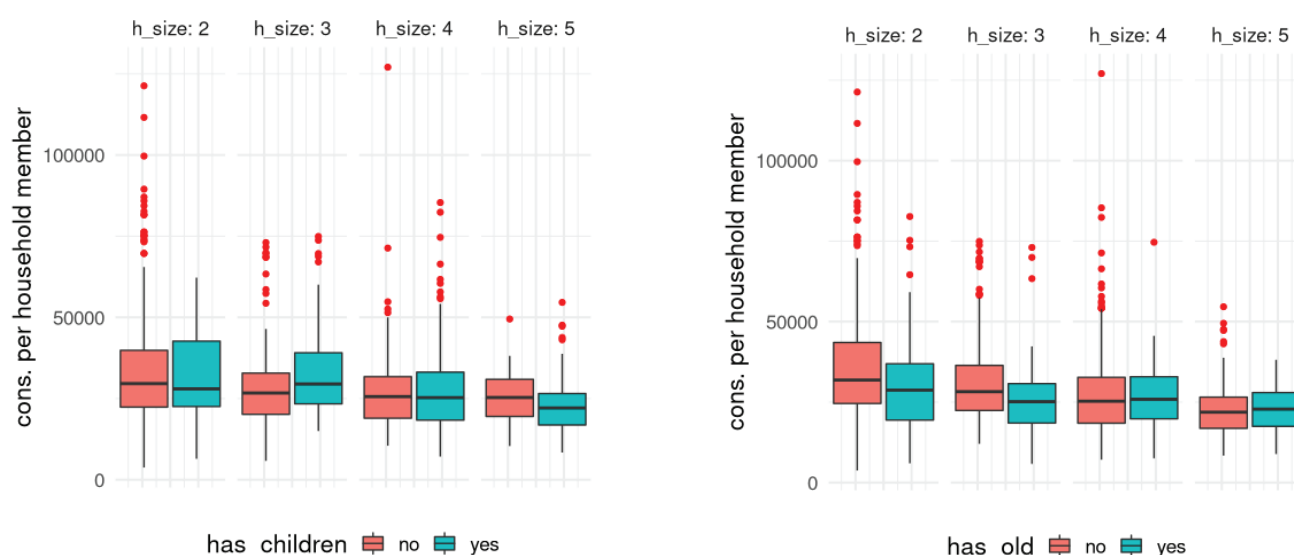 h_size: 2 h_size: 3 h_size: 4 h_size: 5
cons. per household member
100000
50000
0
has_children no yes
h_size: 2 h_size: 3 h_size: 4 h_size: 5
cons. per household member
100000
50000
0
has_old no yes